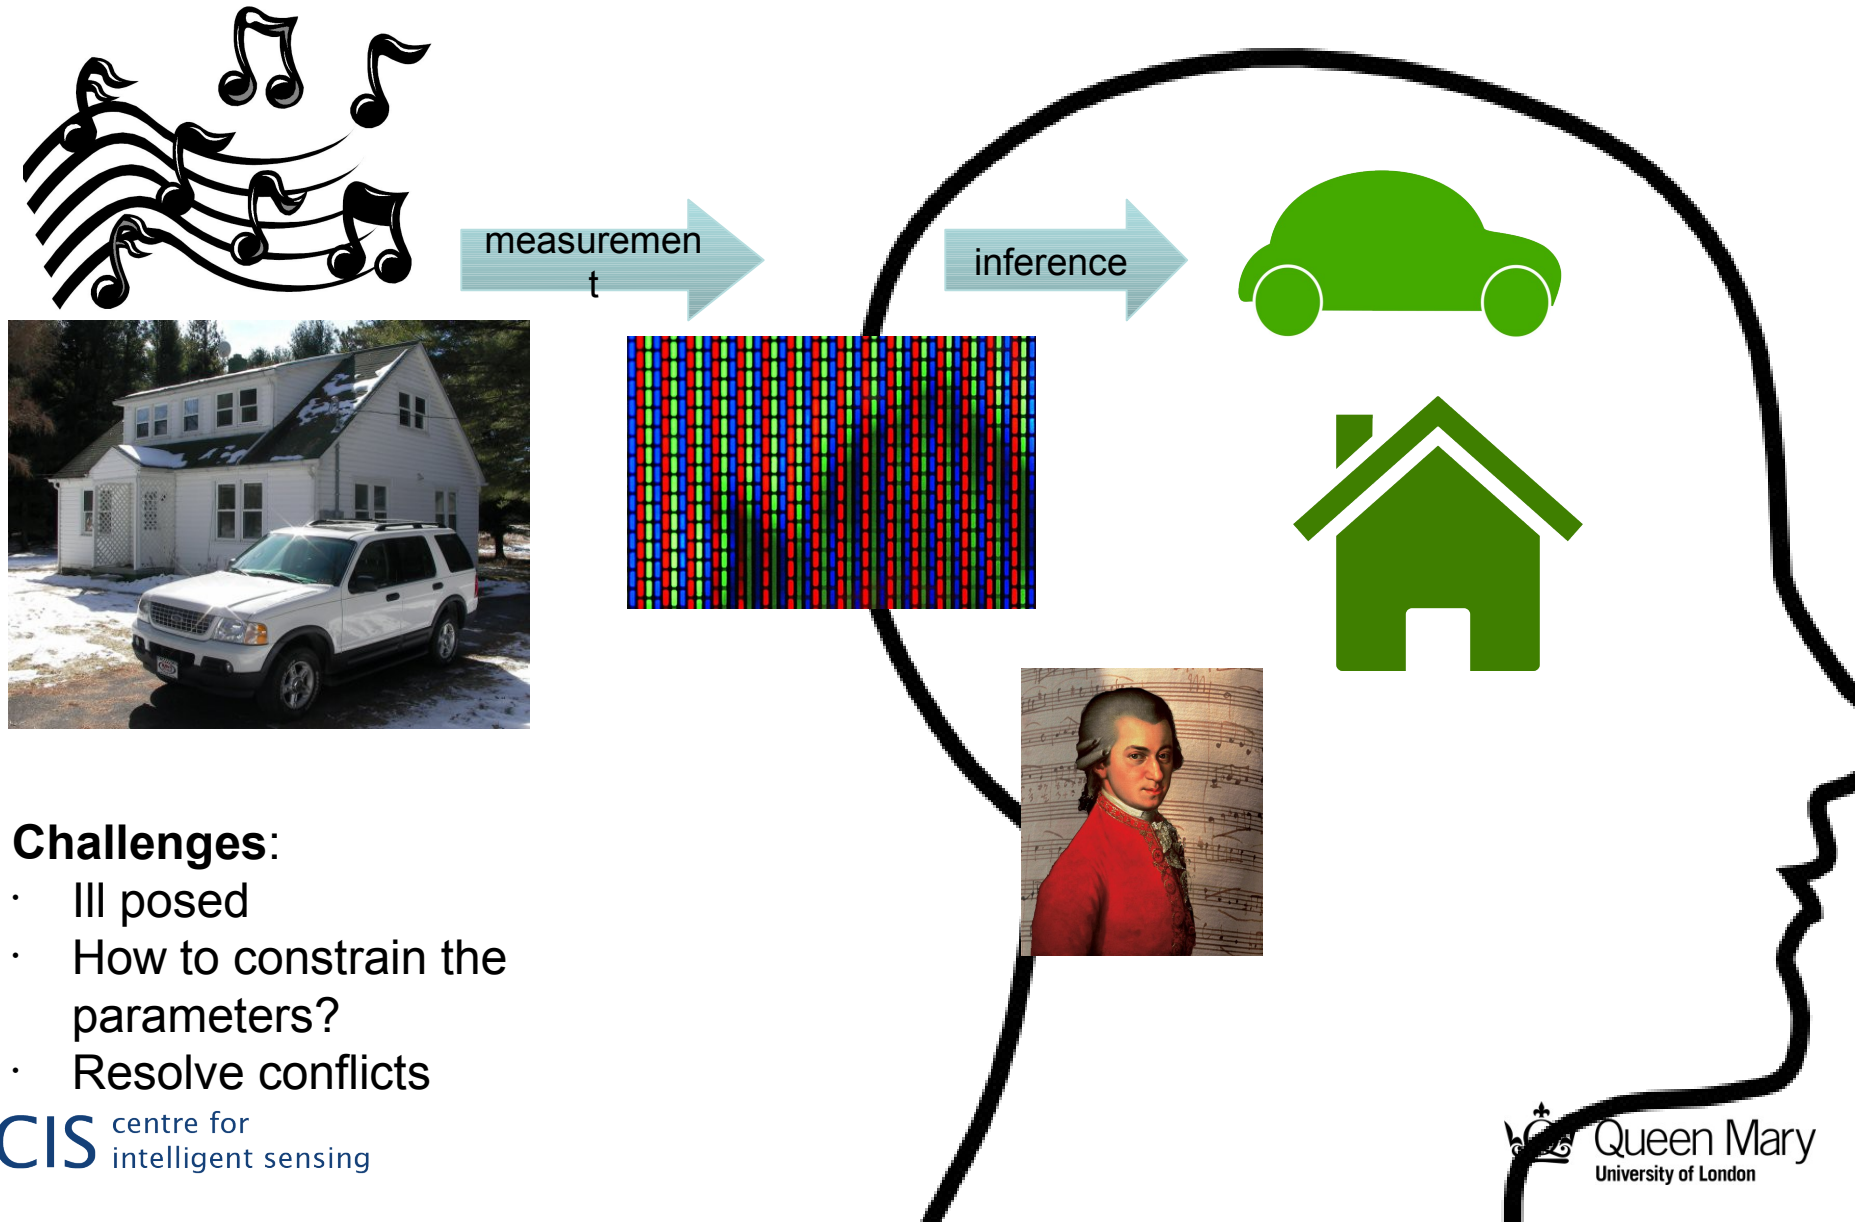 measuremen
t
inference
Challenges:
· Ill posed
· How to constrain the
parameters?
· Resolve conflicts
CIS centre for
intelligent sensing
Queen Mary
University of London